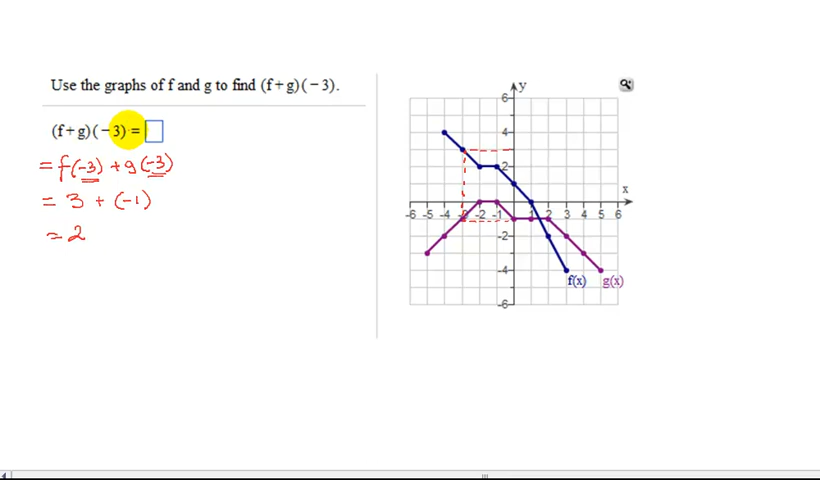 Use the graphs of f and g to find (f+g)(−3).
(f+g)(−3) =
= f(-3) + g(-3)
= 3 + (-1)
= 2
y
6
4
2
x
-6 -5 -4 -3 -2 -1 1 2 3 4 5 6
-2
-4
-6
f(x) g(x)